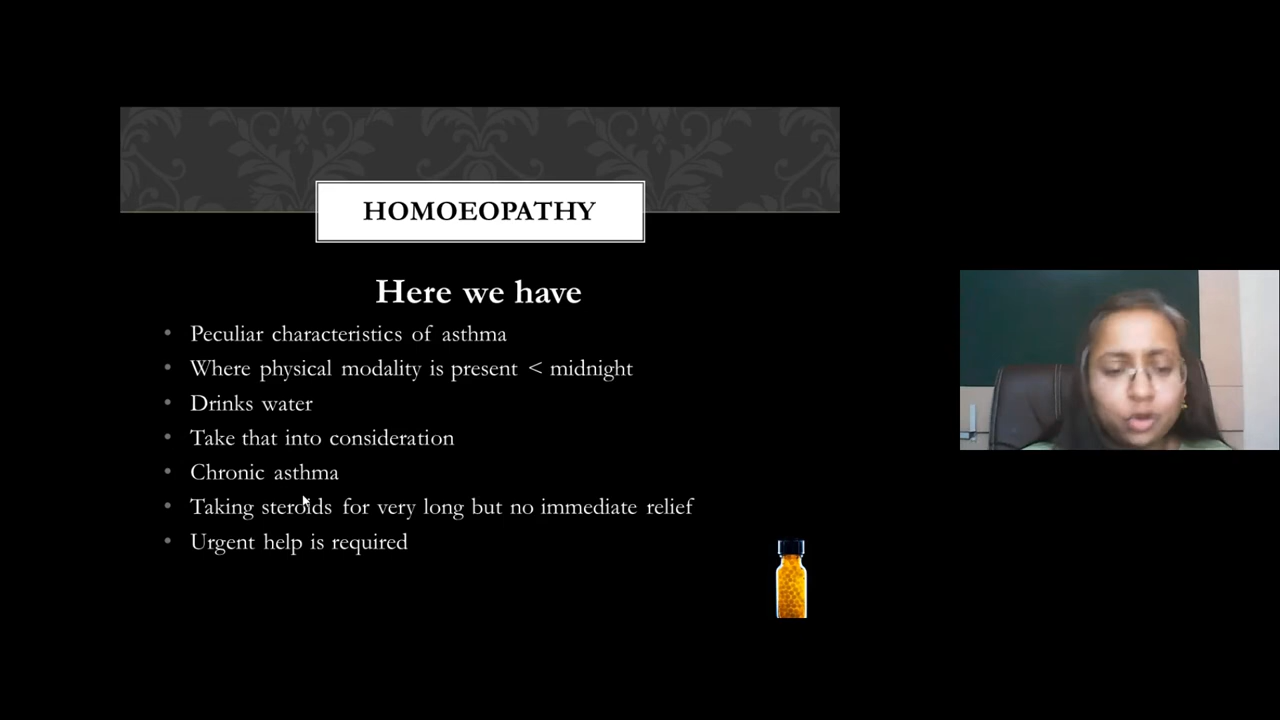 HOMOEOPATHY
Here we have
• Peculiar characteristics of asthma
• Where physical modality is present < midnight
• Drinks water
• Take that into consideration
• Chronic asthma
• Taking steroids for very long but no immediate relief
• Urgent help is required